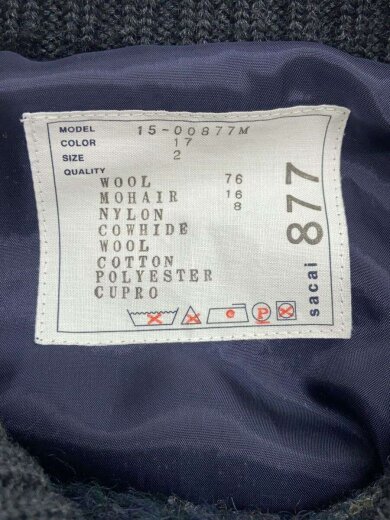 MODEL 15-00877M
COLOR 17
SIZE 2
QUALITY
WOOL 76
MOHAIR 16
NYLON 8
COWHIDE
WOOL
COTTON
POLYESTER
CUPRO
P
sacai 877